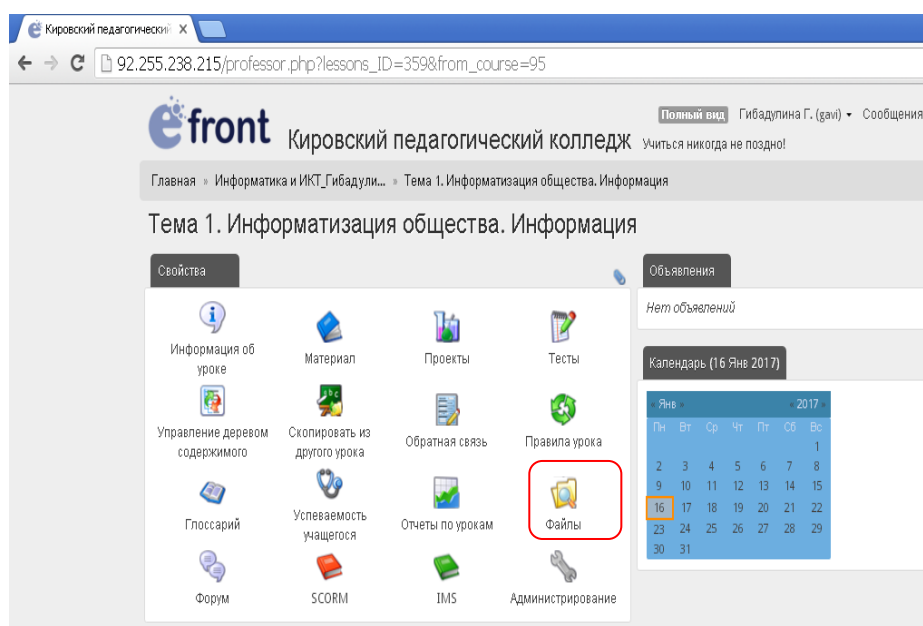 Кировский педагогический
92.255.238.215/professor.php?lessons_ID=359&from_course=95
efront Кировский педагогический колледж
Полный вид Гибадулина Г. (gavi) Сообщения
Учиться никогда не поздно!
Главная » Информатика и ИКТ_Гибадули... » Тема 1. Информатизация общества. Информация
Тема 1. Информатизация общества. Информация
Свойства
Информация об
уроке
Материал
Проекты
Тесты
Управление деревом
содержимого
Скопировать из
другого урока
Обратная связь
Правила урока
Глоссарий
Успеваемость
учащегося
Отчеты по урокам
Файлы
Форум
SCORM
IMS
Администрирование
Объявления
Нет объявлений
Календарь (16 Янв 2017)
« Янв » « 2017 »
Пн Вт Ср Чт Пт Сб Вс
1
2 3 4 5 6 7 8
9 10 11 12 13 14 15
16 17 18 19 20 21 22
23 24 25 26 27 28 29
30 31